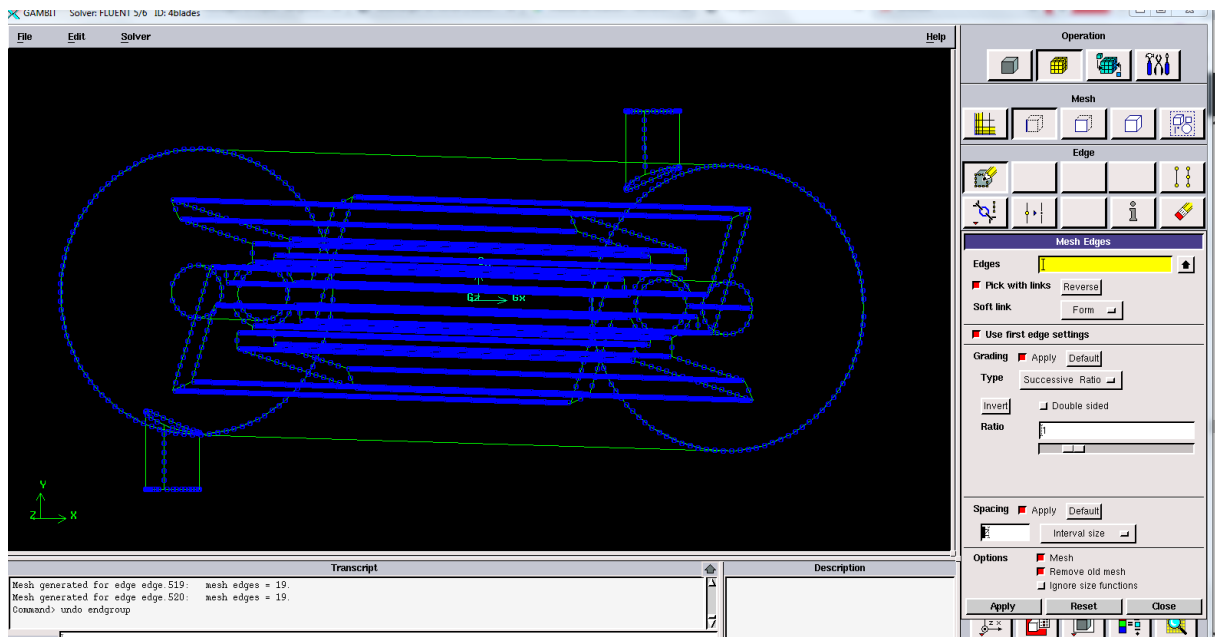 GAMBIT Solver: FLUENT 5/6 ID: 4blades
File Edit Solver Help
Operation
Mesh
Edge
Mesh Edges
Edges
Pick with links Reverse
Soft link Form
Use first edge settings
Grading Apply Default
Type Successive Ratio
Invert Double sided
Ratio 1
Gx
Y
Z X
Spacing Apply Default
Interval size
Options Mesh
Remove old mesh
Ignore size functions
Apply Reset Close
Transcript Description
Mesh generated for edge edge.519: mesh edges = 19.
Mesh generated for edge edge.520: mesh edges = 19.
Command> undo endgroup